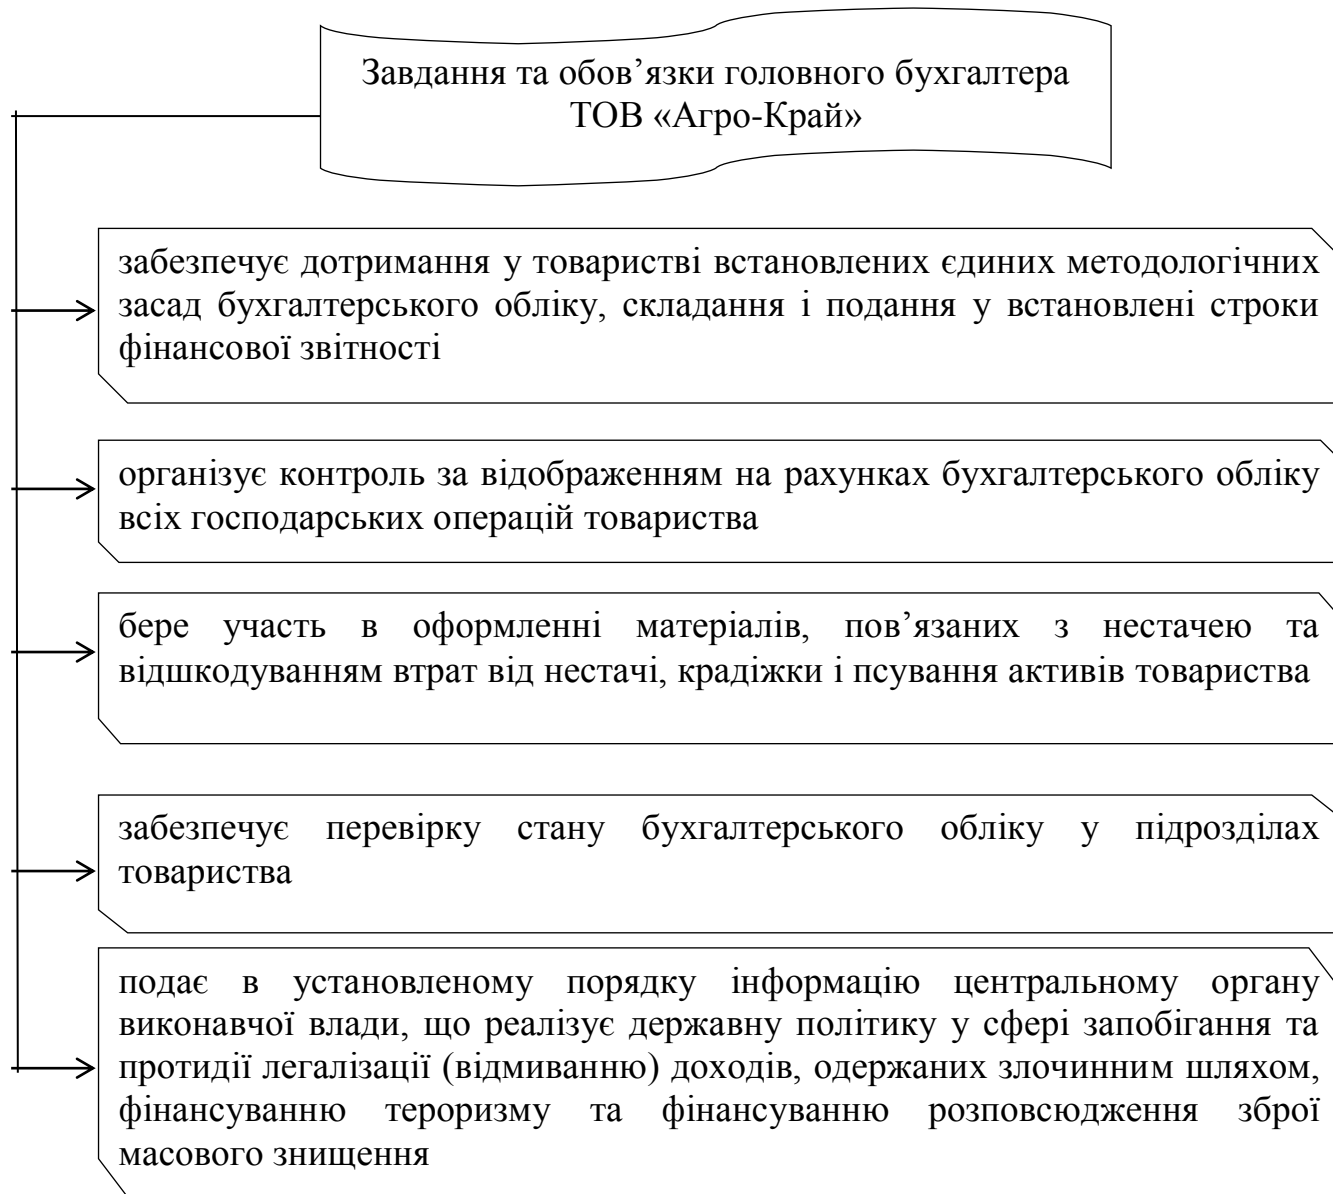 Завдання та обов’язки головного бухгалтера
ТОВ «Агро-Край»
забезпечує дотримання у товаристві встановлених єдиних методологічних
засад бухгалтерського обліку, складання і подання у встановлені строки
фінансової звітності
організує контроль за відображенням на рахунках бухгалтерського обліку
всіх господарських операцій товариства
бере участь в оформленні матеріалів, пов’язаних з нестачею та
відшкодуванням втрат від нестачі, крадіжки і псування активів товариства
забезпечує перевірку стану бухгалтерського обліку у підрозділах
товариства
подає в установленому порядку інформацію центральному органу
виконавчої влади, що реалізує державну політику у сфері запобігання та
протидії легалізації (відмиванню) доходів, одержаних злочинним шляхом,
фінансуванню тероризму та фінансуванню розповсюдження зброї
масового знищення